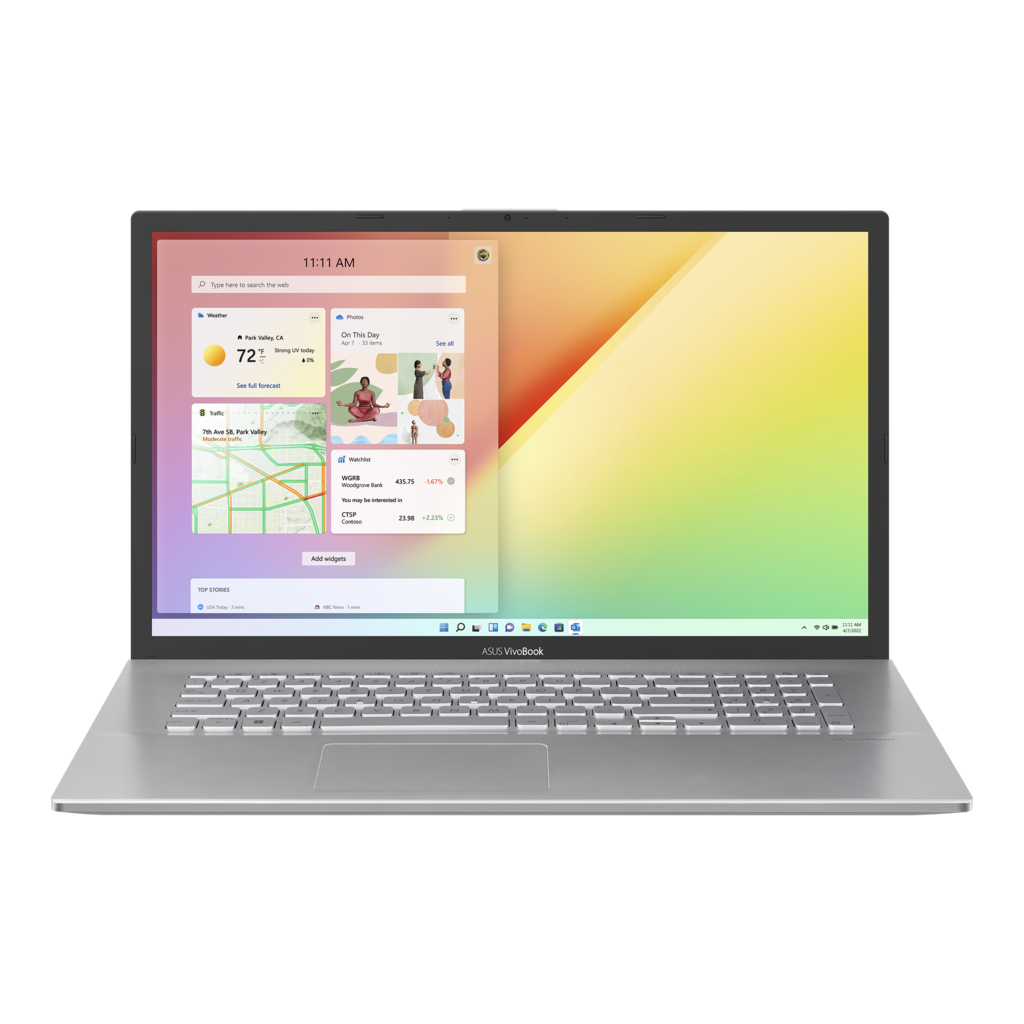 11:11 AM
Type here to search the web
Weather
Park Valley, CA
72 °F
°C
Strong UV today
0%
See full forecast
Photos
On This Day
Apr 7 · 33 items
See all
Traffic
7th Ave SB, Park Valley
Moderate traffic
Watchlist
WGRB
Woodgrove Bank
435.75
-1.67%
You may be interested in
CTSP
Contoso
23.98
+2.23%
Add widgets
TOP STORIES
USA Today · 3 mins
NBC News · 3 mins
11:11 AM
4/7/2022
ASUS VivoBook